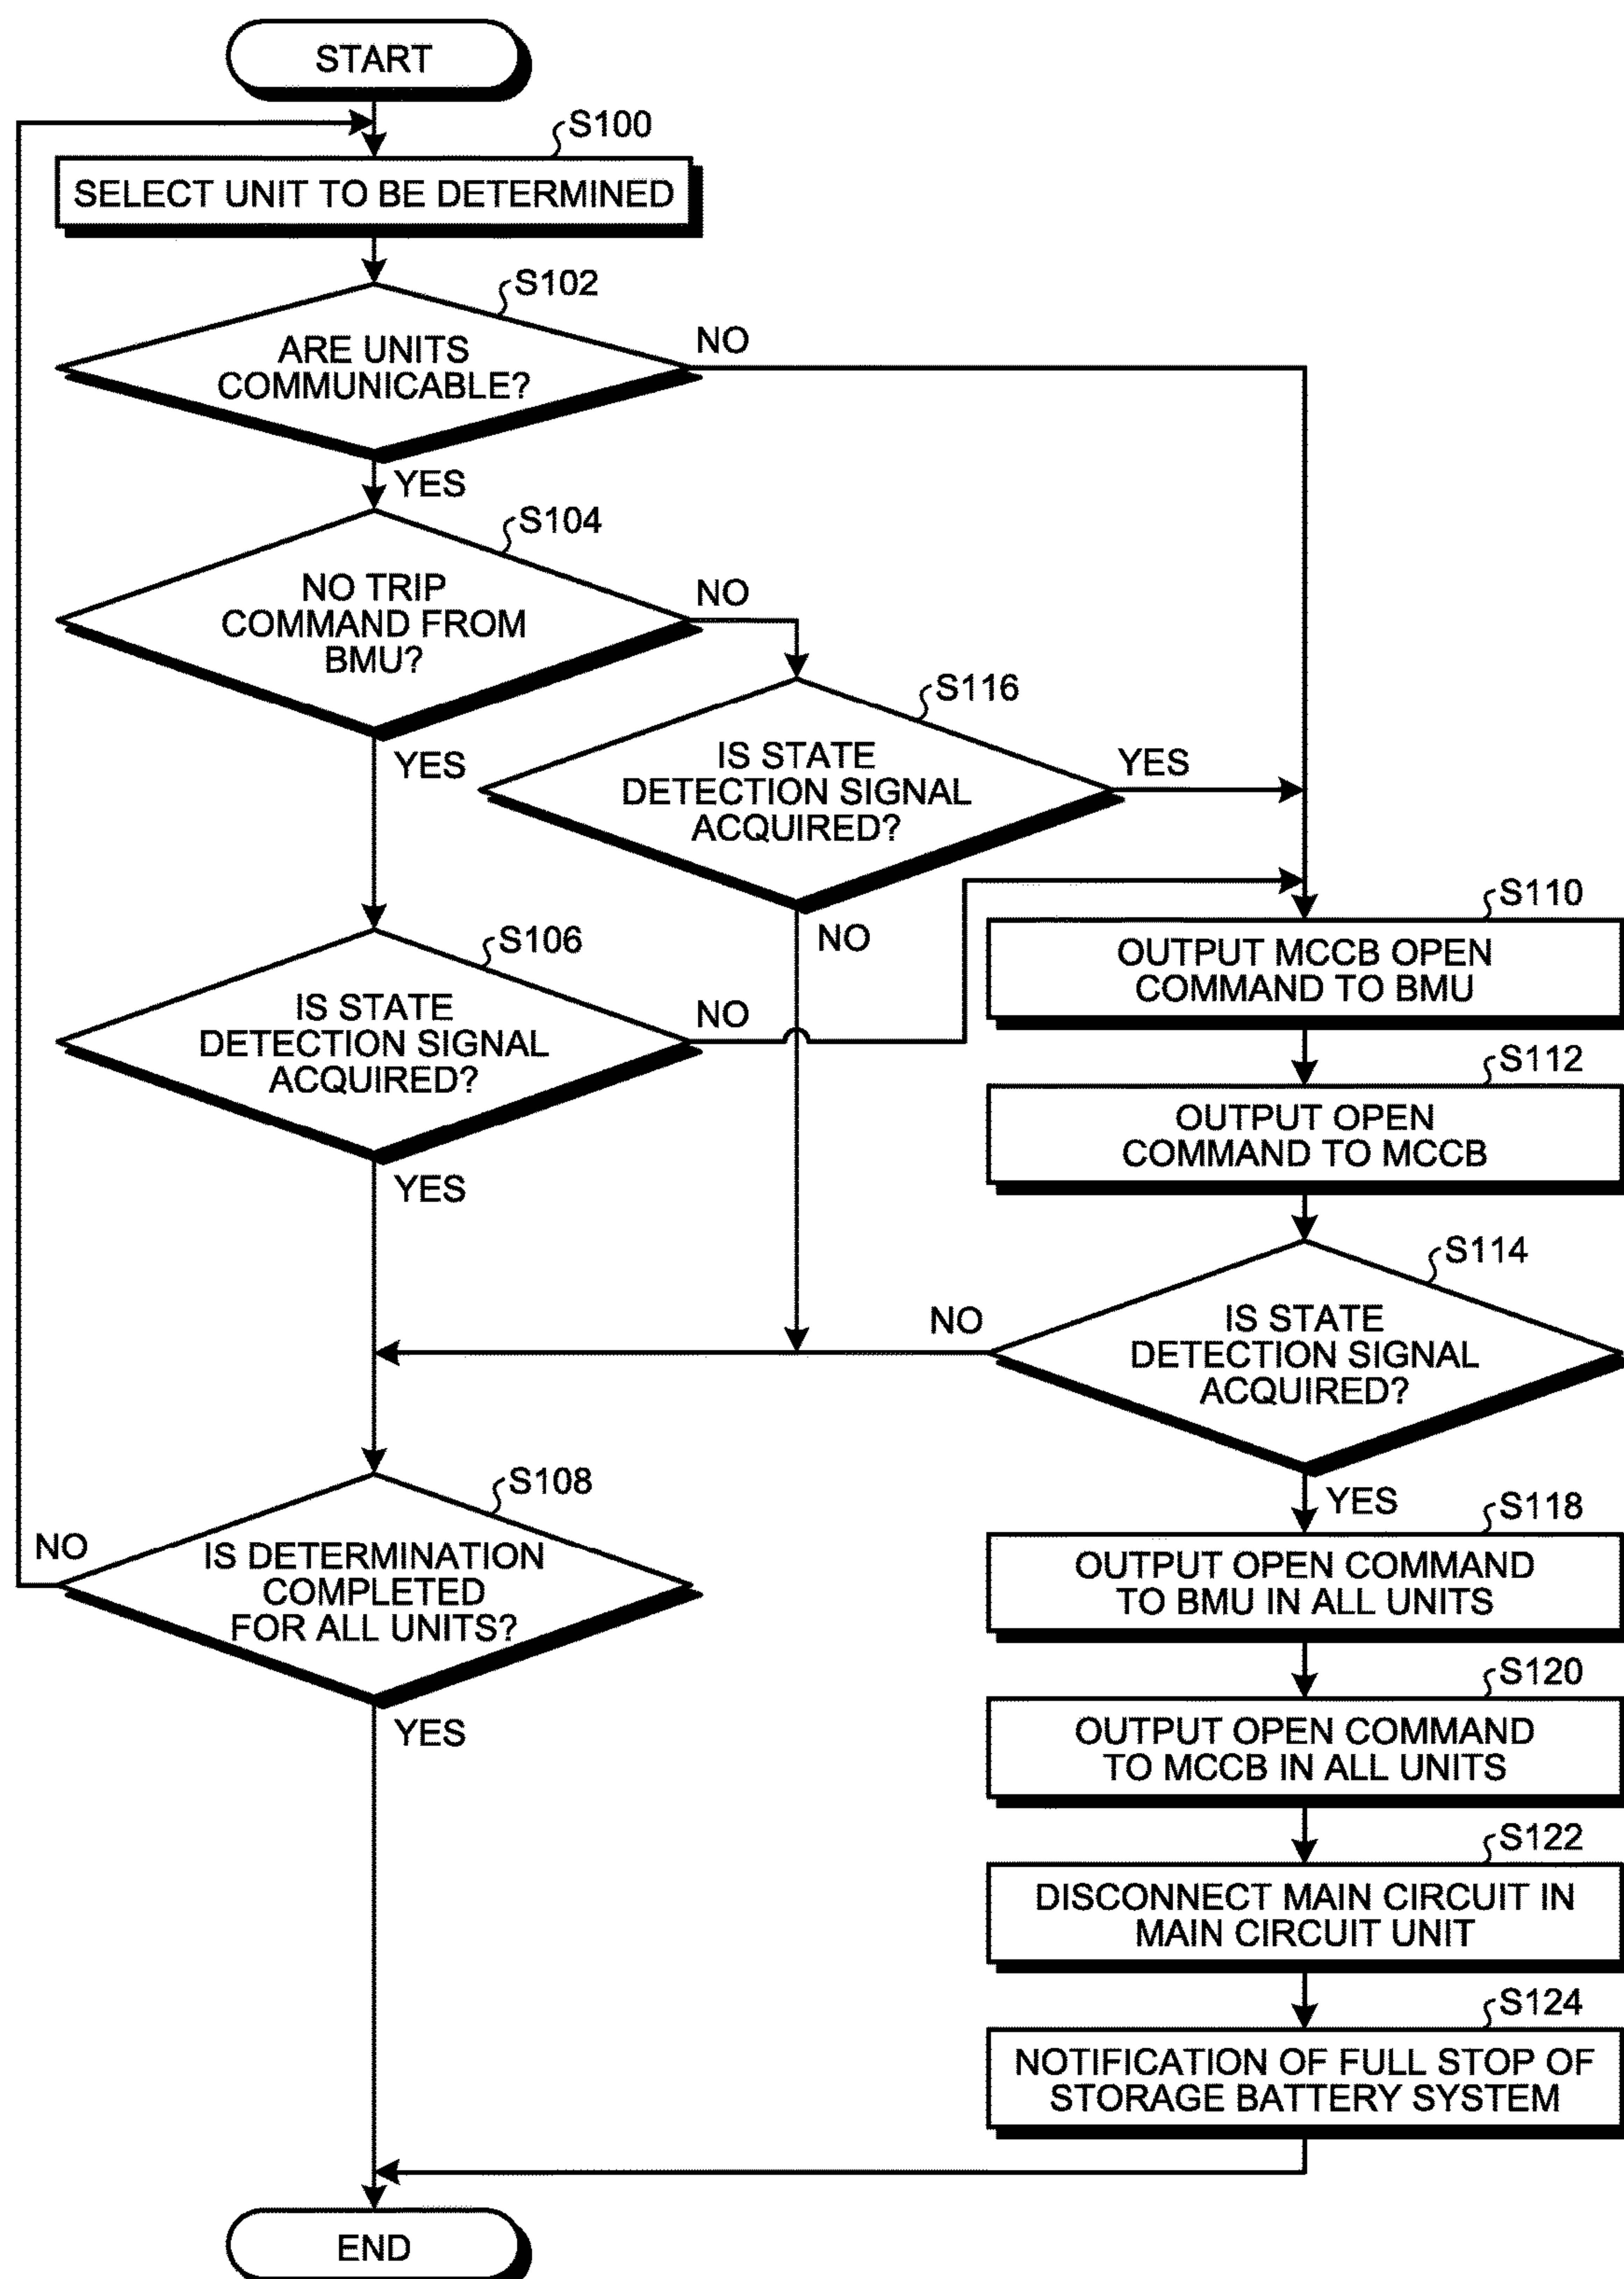 START
S100
SELECT UNIT TO BE DETERMINED
S102
ARE UNITS
COMMUNICABLE?
NO
YES
S104
NO TRIP
COMMAND FROM
BMU?
NO
YES
S116
IS STATE
DETECTION SIGNAL
ACQUIRED?
YES
NO
S106
IS STATE
DETECTION SIGNAL
ACQUIRED?
NO
YES
S110
OUTPUT MCCB OPEN
COMMAND TO BMU
S112
OUTPUT OPEN
COMMAND TO MCCB
S114
IS STATE
DETECTION SIGNAL
ACQUIRED?
NO
YES
S108
IS DETERMINATION
COMPLETED
FOR ALL UNITS?
NO
YES
S118
OUTPUT OPEN COMMAND
TO BMU IN ALL UNITS
S120
OUTPUT OPEN COMMAND
TO MCCB IN ALL UNITS
S122
DISCONNECT MAIN CIRCUIT IN
MAIN CIRCUIT UNIT
S124
NOTIFICATION OF FULL STOP OF
STORAGE BATTERY SYSTEM
END